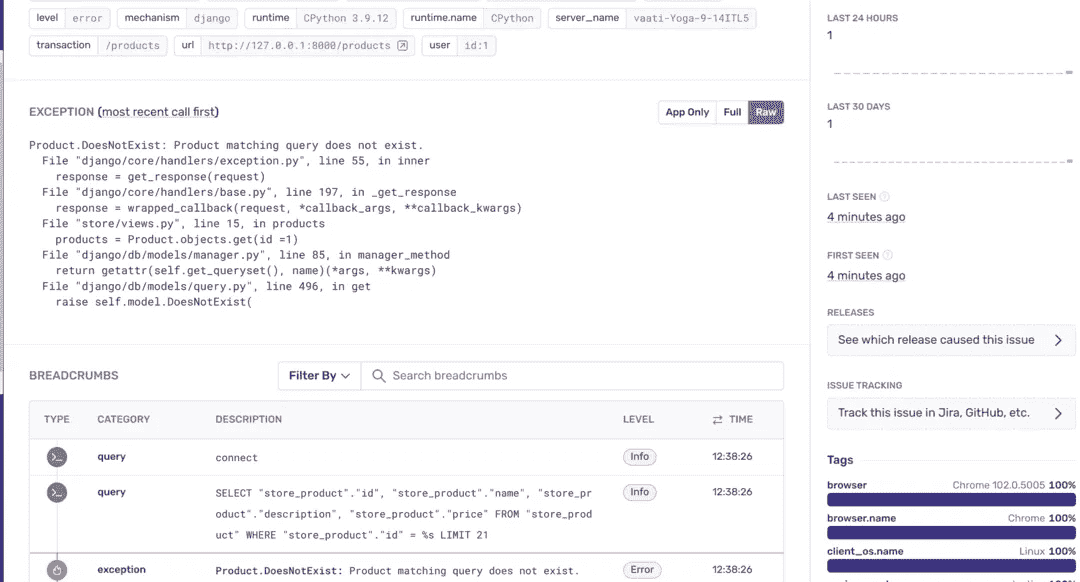 level error mechanism django runtime CPython 3.9.12 runtime.name CPython server_name vaati-Yoga-9-14ITL5
transaction /products url http://127.0.0.1:8000/products user id:1
EXCEPTION (most recent call first)
App Only Full Raw
Product.DoesNotExist: Product matching query does not exist.
File "django/core/handlers/exception.py", line 55, in inner
response = get_response(request)
File "django/core/handlers/base.py", line 197, in _get_response
response = wrapped_callback(request, *callback_args, **callback_kwargs)
File "store/views.py", line 15, in products
products = Product.objects.get(id =1)
File "django/db/models/manager.py", line 85, in manager_method
return getattr(self.get_queryset(), name)(*args, **kwargs)
File "django/db/models/query.py", line 496, in get
raise self.model.DoesNotExist(
BREADCRUMBS
Filter By
Search breadcrumbs
TYPE CATEGORY DESCRIPTION LEVEL TIME
query connect Info 12:38:26
query SELECT "store_product"."id", "store_product"."name", "store_pr Info 12:38:26
oduct"."description", "store_product"."price" FROM "store_prod
uct" WHERE "store_product"."id" = %s LIMIT 21
exception Product.DoesNotExist: Product matching query does not exist. Error 12:38:26
LAST 24 HOURS
1
LAST 30 DAYS
1
LAST SEEN
4 minutes ago
FIRST SEEN
4 minutes ago
RELEASES
See which release caused this issue
ISSUE TRACKING
Track this issue in Jira, GitHub, etc.
Tags
browser Chrome 102.0.5005 100%
browser.name Chrome 100%
client_os.name Linux 100%